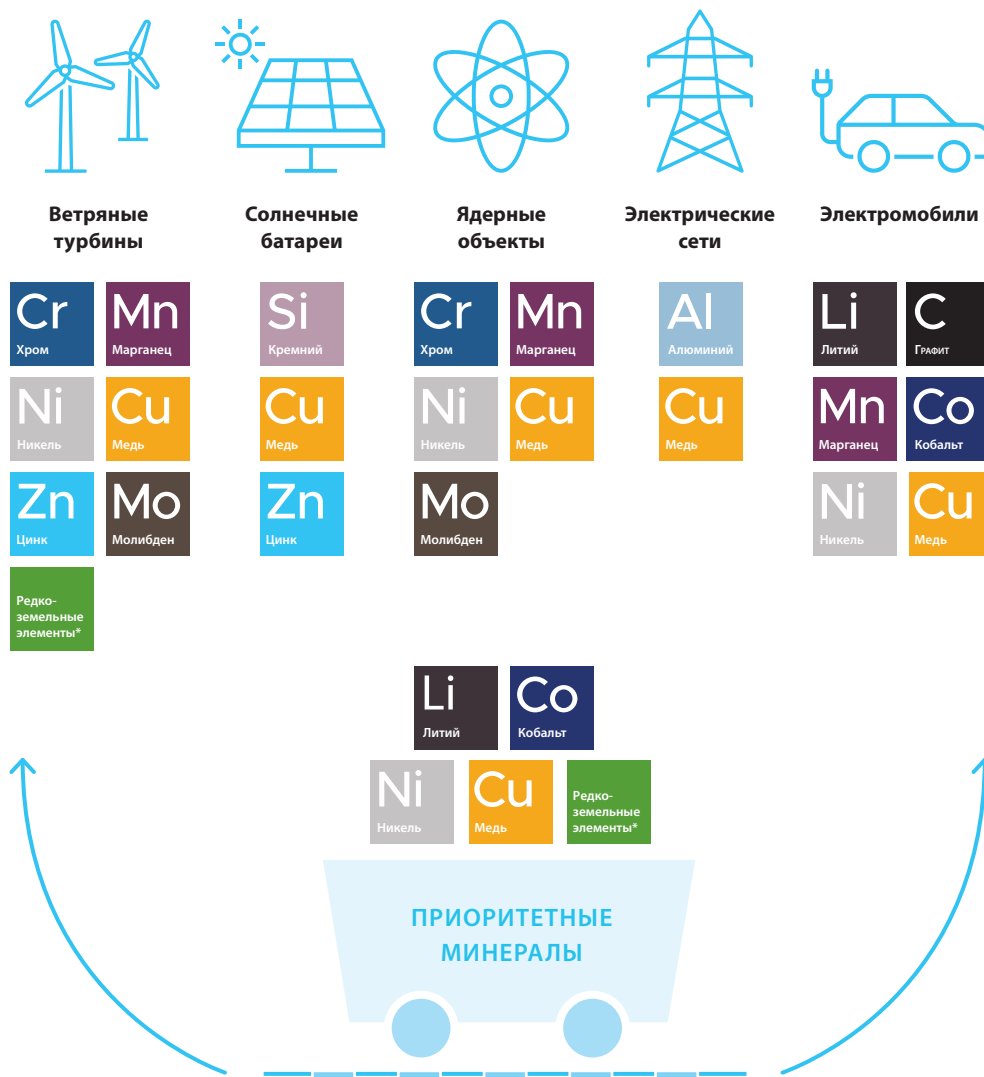 Ветряные
турбины
Солнечные
батареи
Ядерные
объекты
Электрические
сети
Электромобили
Cr
Хром
Mn
Марганец
Ni
Никель
Cu
Медь
Zn
Цинк
Mo
Молибден
Редко-
земельные
элементы*
Si
Кремний
Cu
Медь
Zn
Цинк
Cr
Хром
Mn
Марганец
Ni
Никель
Cu
Медь
Mo
Молибден
Al
Алюминий
Cu
Медь
Li
Литий
C
Графит
Mn
Марганец
Co
Кобальт
Ni
Никель
Cu
Медь
Li
Литий
Co
Кобальт
Ni
Никель
Cu
Медь
Редко-
земельные
элементы*
ПРИОРИТЕТНЫЕ
МИНЕРАЛЫ